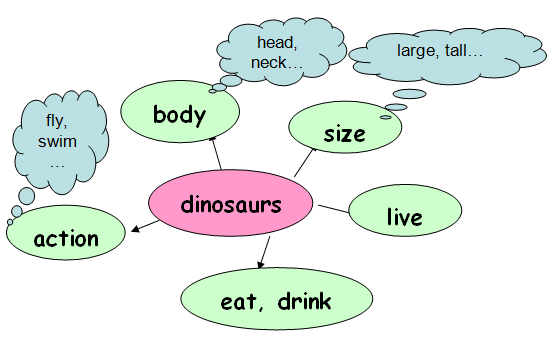 head,
neck…
large, tall…
body
size
fly,
swim
…
dinosaurs
live
action
eat, drink